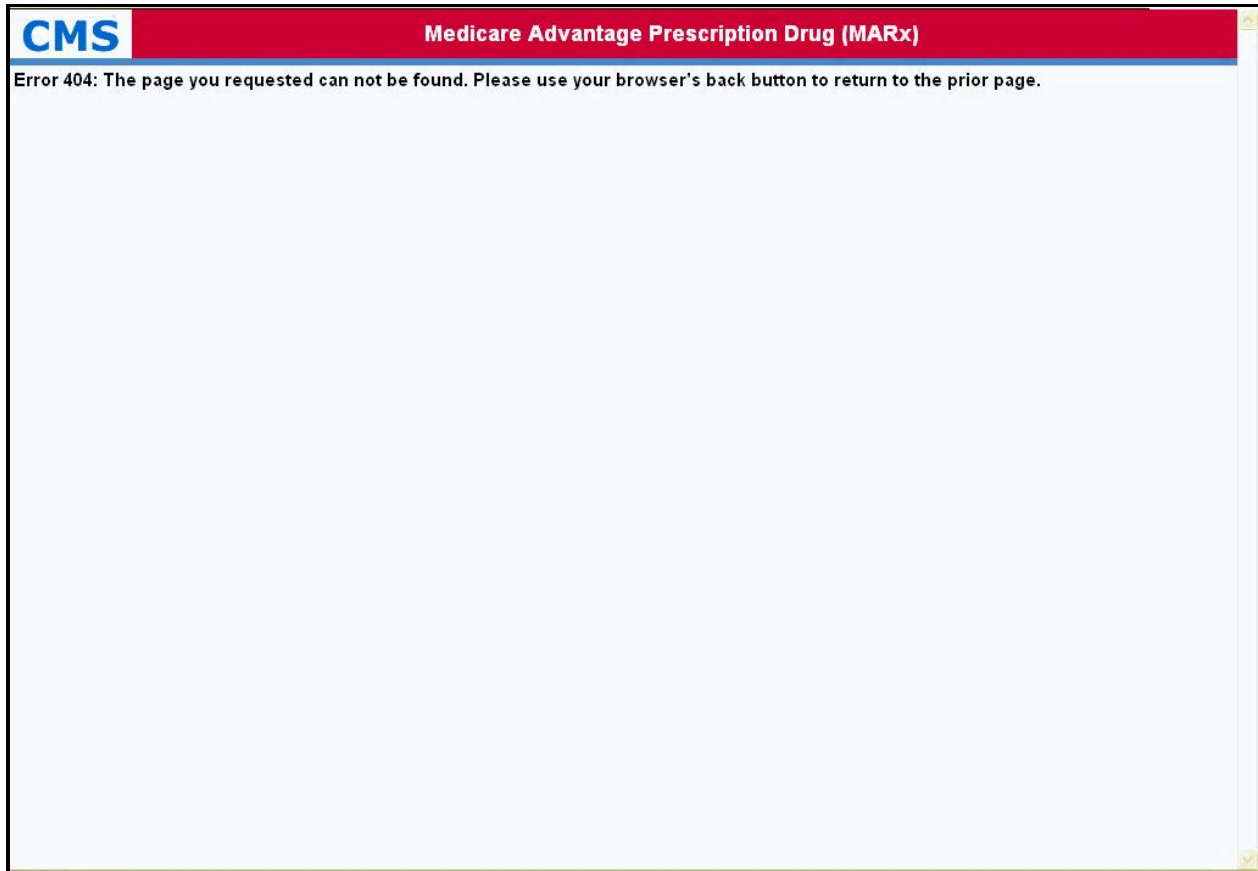 CMS
Medicare Advantage Prescription Drug (MARx)
Error 404: The page you requested can not be found. Please use your browser's back button to return to the prior page.